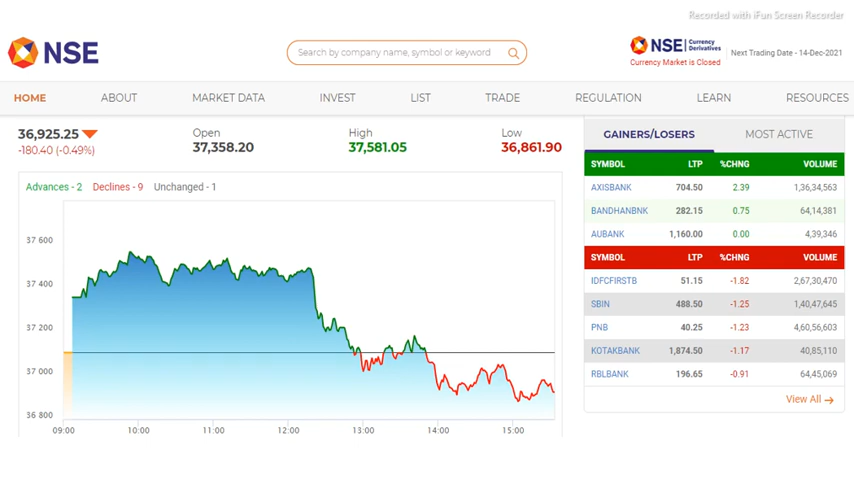 Recorded with iFun Screen Recorder
NSE
Search by company name, symbol or keyword
NSE Currency Derivatives
Currency Market is Closed
Next Trading Date - 14-Dec-2021
HOME ABOUT MARKET DATA INVEST LIST TRADE REGULATION LEARN RESOURCES
36,925.25
-180.40 (-0.49%)
Open
37,358.20
High
37,581.05
Low
36,861.90
Advances - 2 Declines - 9 Unchanged - 1
37 600
37 400
37 200
37 000
36 800
09:00 10:00 11:00 12:00 13:00 14:00 15:00
GAINERS/LOSERS MOST ACTIVE
SYMBOL LTP %CHNG VOLUME
AXISBANK 704.50 2.39 1,36,34,563
BANDHANBNK 282.15 0.75 64,14,381
AUBANK 1,160.00 0.00 4,39,346
SYMBOL LTP %CHNG VOLUME
IDFCFIRSTB 51.15 -1.82 2,67,30,470
SBIN 488.50 -1.25 1,40,47,645
PNB 40.25 -1.23 4,60,56,603
KOTAKBANK 1,874.50 -1.17 40,85,110
RBLBANK 196.65 -0.91 64,45,069
View All